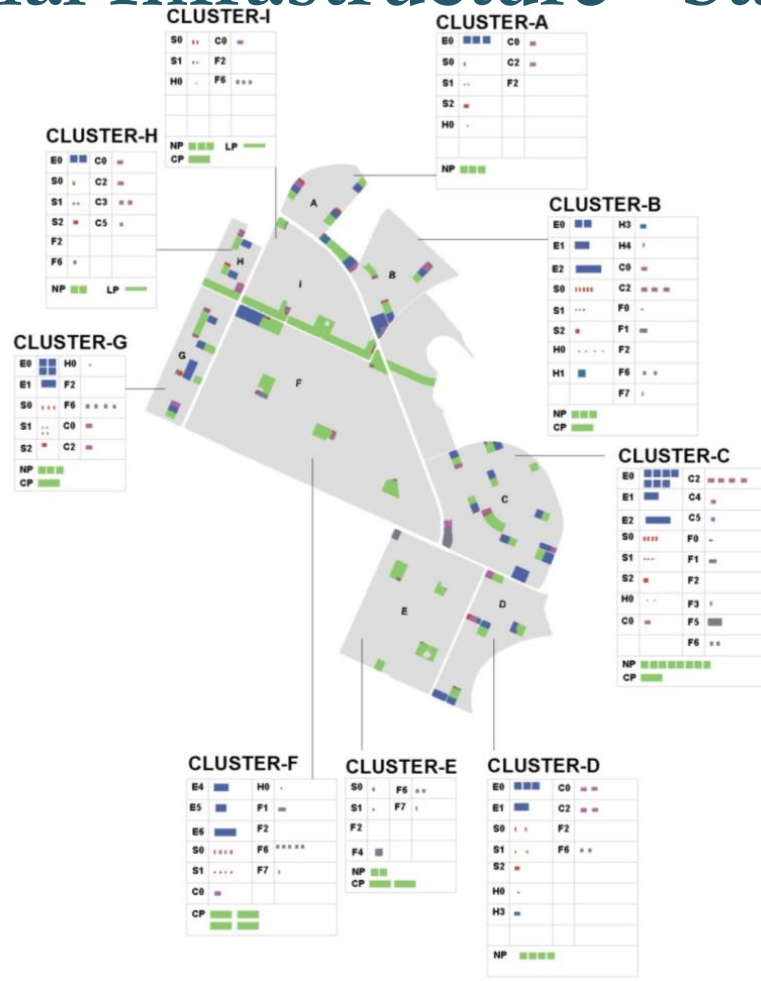 CLUSTER-I
S0 C0
S1 F2
H0 F6
NP LP
CP
CLUSTER-A
E0 C0
S0 C2
S1 F2
S2
H0
NP
CLUSTER-H
E0 C0
S0 C2
S1 C3
S2 C5
F2
F6
NP LP
CLUSTER-B
E0 H3
E1 H4
E2 C0
S0 C2
S1 F0
S2 F1
H0 F2
H1 F6
F7
NP
CP
CLUSTER-G
E0 H0
E1 F2
S0 F6
S1 C0
S2 C2
NP
CP
A
B
H
I
G
F
C
E
D
CLUSTER-C
E0 C2
E1 C4
E2 C5
S0 F0
S1 F1
S2 F2
H0 F3
C0 F5
F6
NP
CP
CLUSTER-F
E4 H0
E5 F1
E6 F2
S0 F6
S1 F7
C0
CP
CLUSTER-E
S0 F6
S1 F7
F2
F4
NP
CP
CLUSTER-D
E0 C0
E1 C2
S0 F2
S1 F6
S2
H0
H3
NP